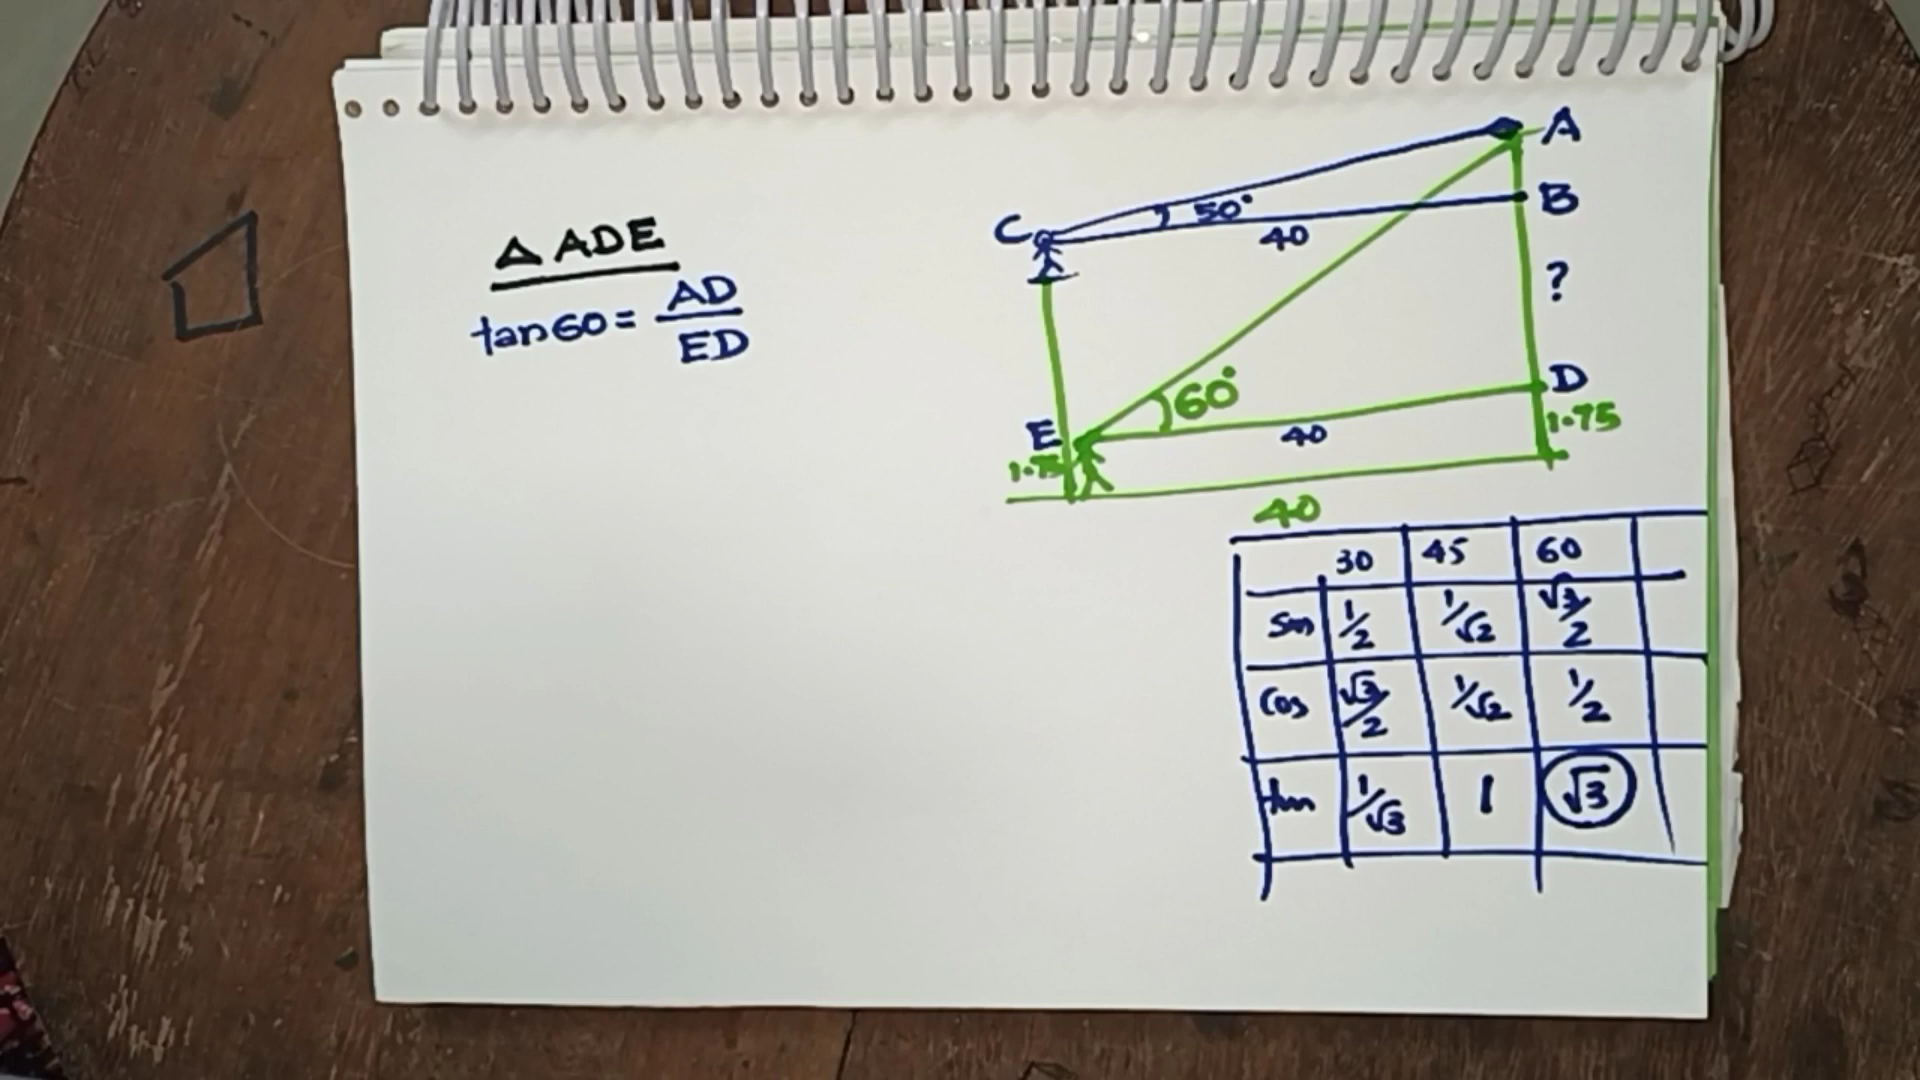 △ ADE
tan60 = AD
ED
A
C
50°
B
40
?
60°
D
E
40
1.75
1.75
40
30 45 60
Sin 1/2 1/√2 √3/2
Cos √3/2 1/√2 1/2
tan 1/√3 1 √3